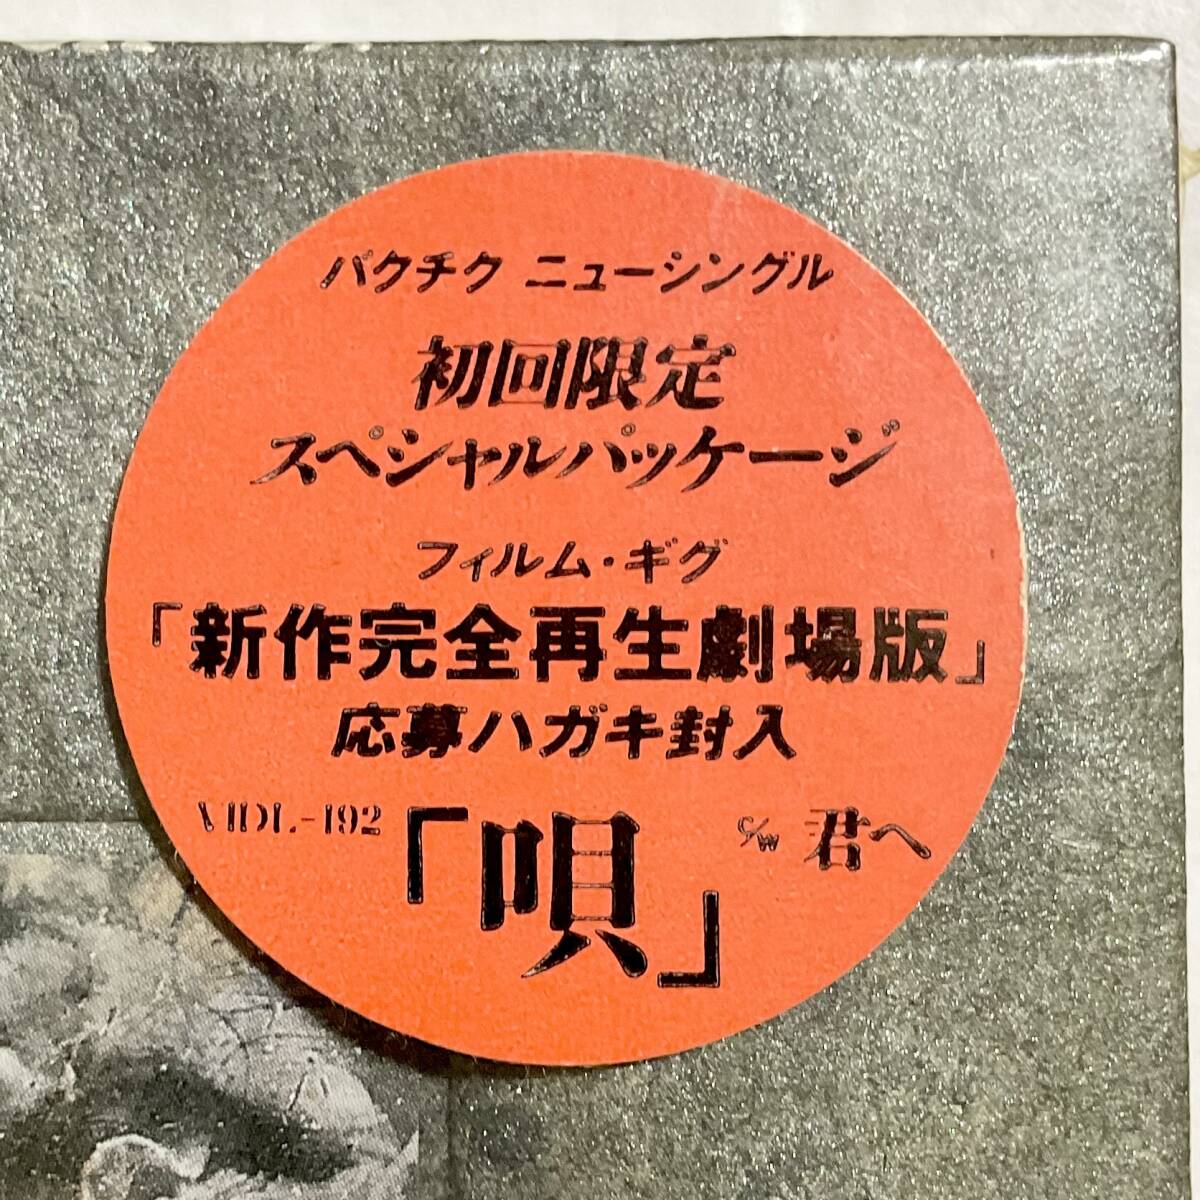 バクチク ニューシングル
初回限定
スペシャルパッケージ
フィルム・ギグ
「新作完全再生劇場版」
応募ハガキ封入
VIDL-192
「唄」
c/w 君へ